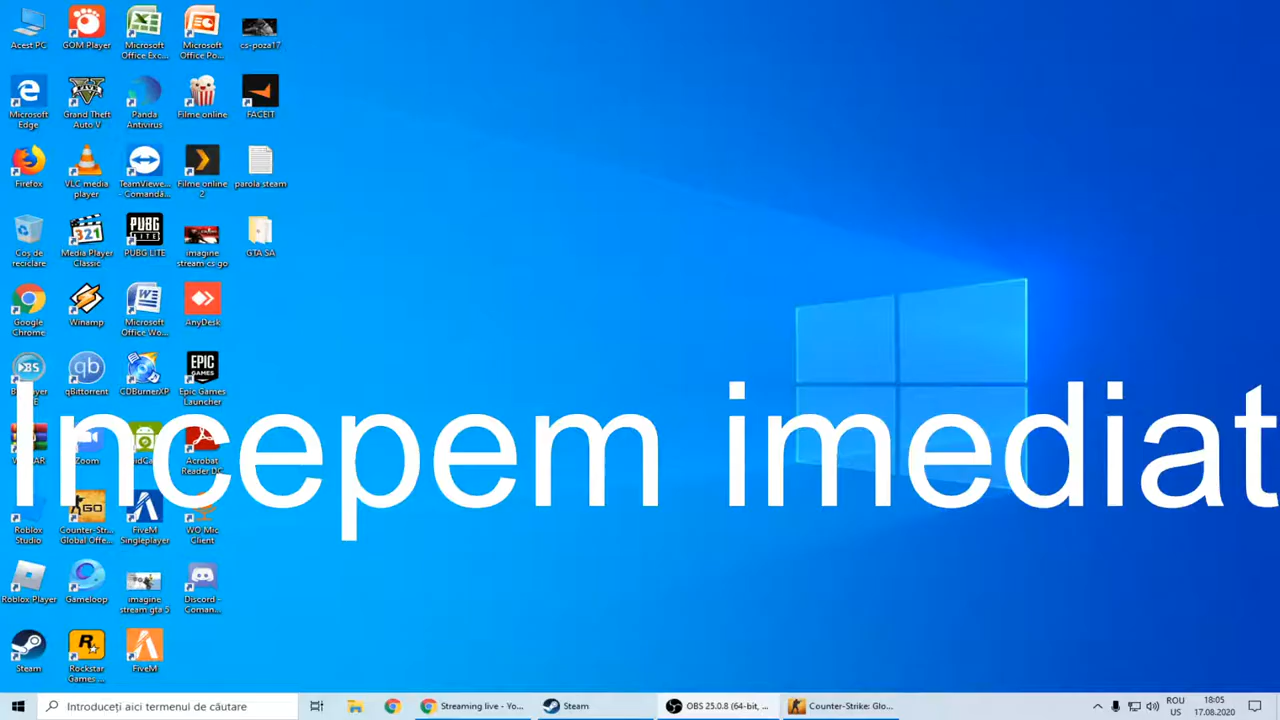 Acest PC
GOM Player
Microsoft
Office Exc...
Microsoft
Office Po...
cs-poza17
Microsoft
Edge
Grand Theft
Auto V
Panda
Antivirus
Filme online
FACEIT
Firefox
VLC media
player
TeamViewe...
- Comandă...
Filme online
2
parola steam
Coș de
reciclare
Media Player
Classic
PUBG LITE
imagine
stream cs go
GTA SA
Google
Chrome
Winamp
Microsoft
Office Wo...
AnyDesk
qBittorrent
CDBurnerXP
Epic Games
Launcher
Incepem imediat
Zoom
Acrobat
Reader DC
Roblox
Studio
Counter-Str...
Global Offe...
FiveM
Singleplayer
WO Mic
Client
Roblox Player
Gameloop
imagine
stream gta 5
Discord -
Coman...
Steam
Rockstar
Games ...
FiveM
Introduceți aici termenul de căutare
Streaming live - Yo...
Steam
OBS 25.0.8 (64-bit, ...
Counter-Strike: Glo...
ROU
US
18:05
17.08.2020